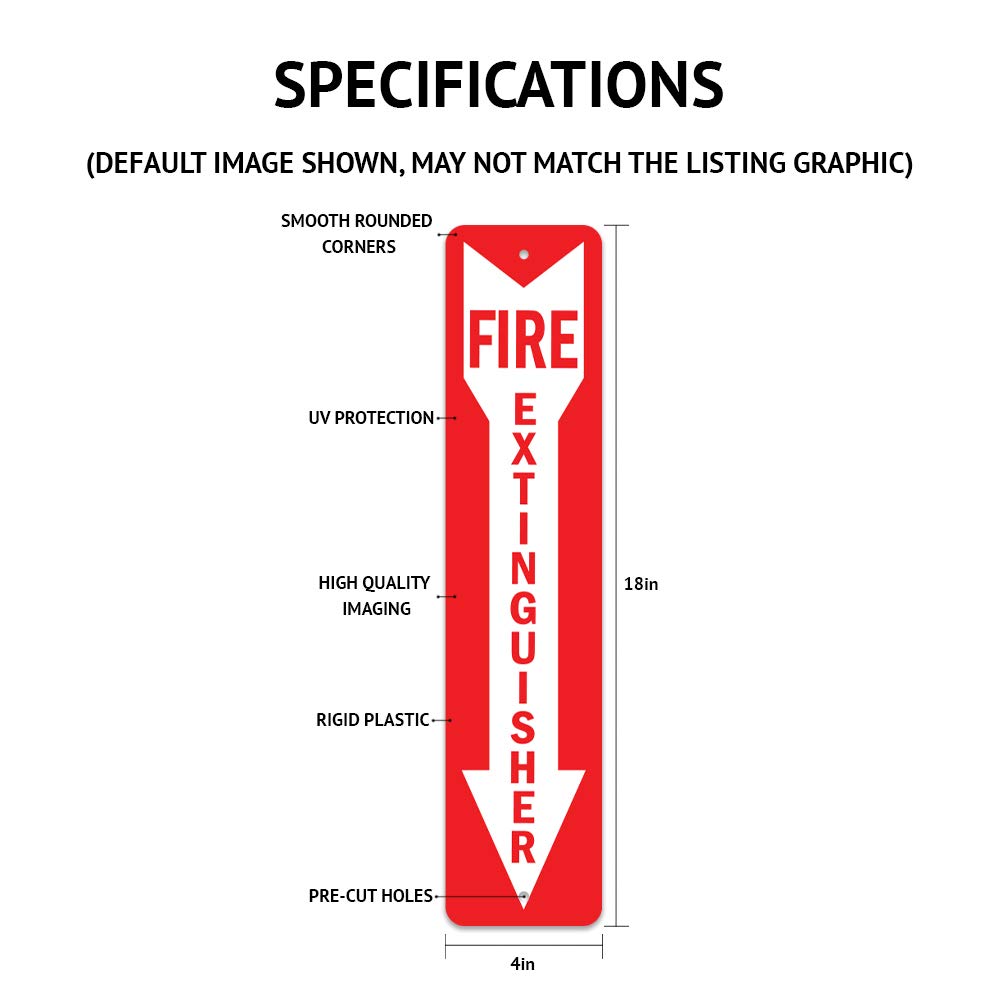 SPECIFICATIONS
(DEFAULT IMAGE SHOWN, MAY NOT MATCH THE LISTING GRAPHIC)
SMOOTH ROUNDED
CORNERS
FIRE
EXTINGUISHER
UV PROTECTION
HIGH QUALITY
IMAGING
18in
RIGID PLASTIC
PRE-CUT HOLES
4in